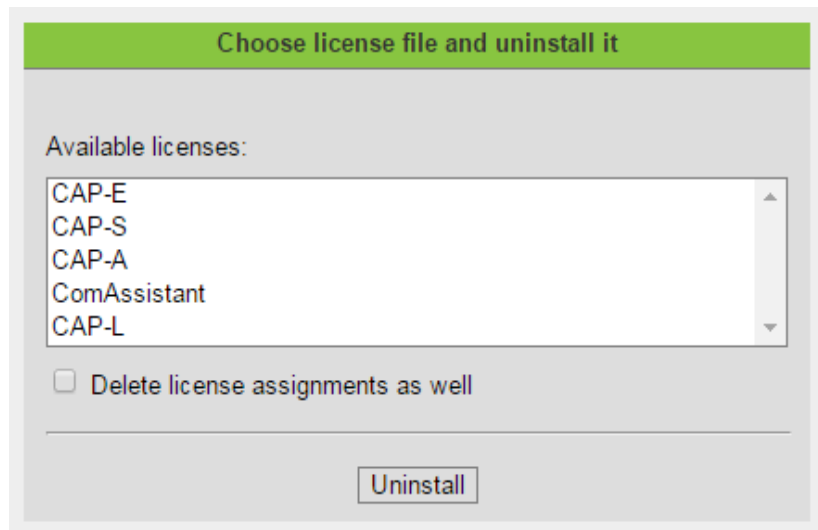 Choose license file and uninstall it
Available licenses:
CAP-E
CAP-S
CAP-A
ComAssistant
CAP-L
Delete license assignments as well
Uninstall